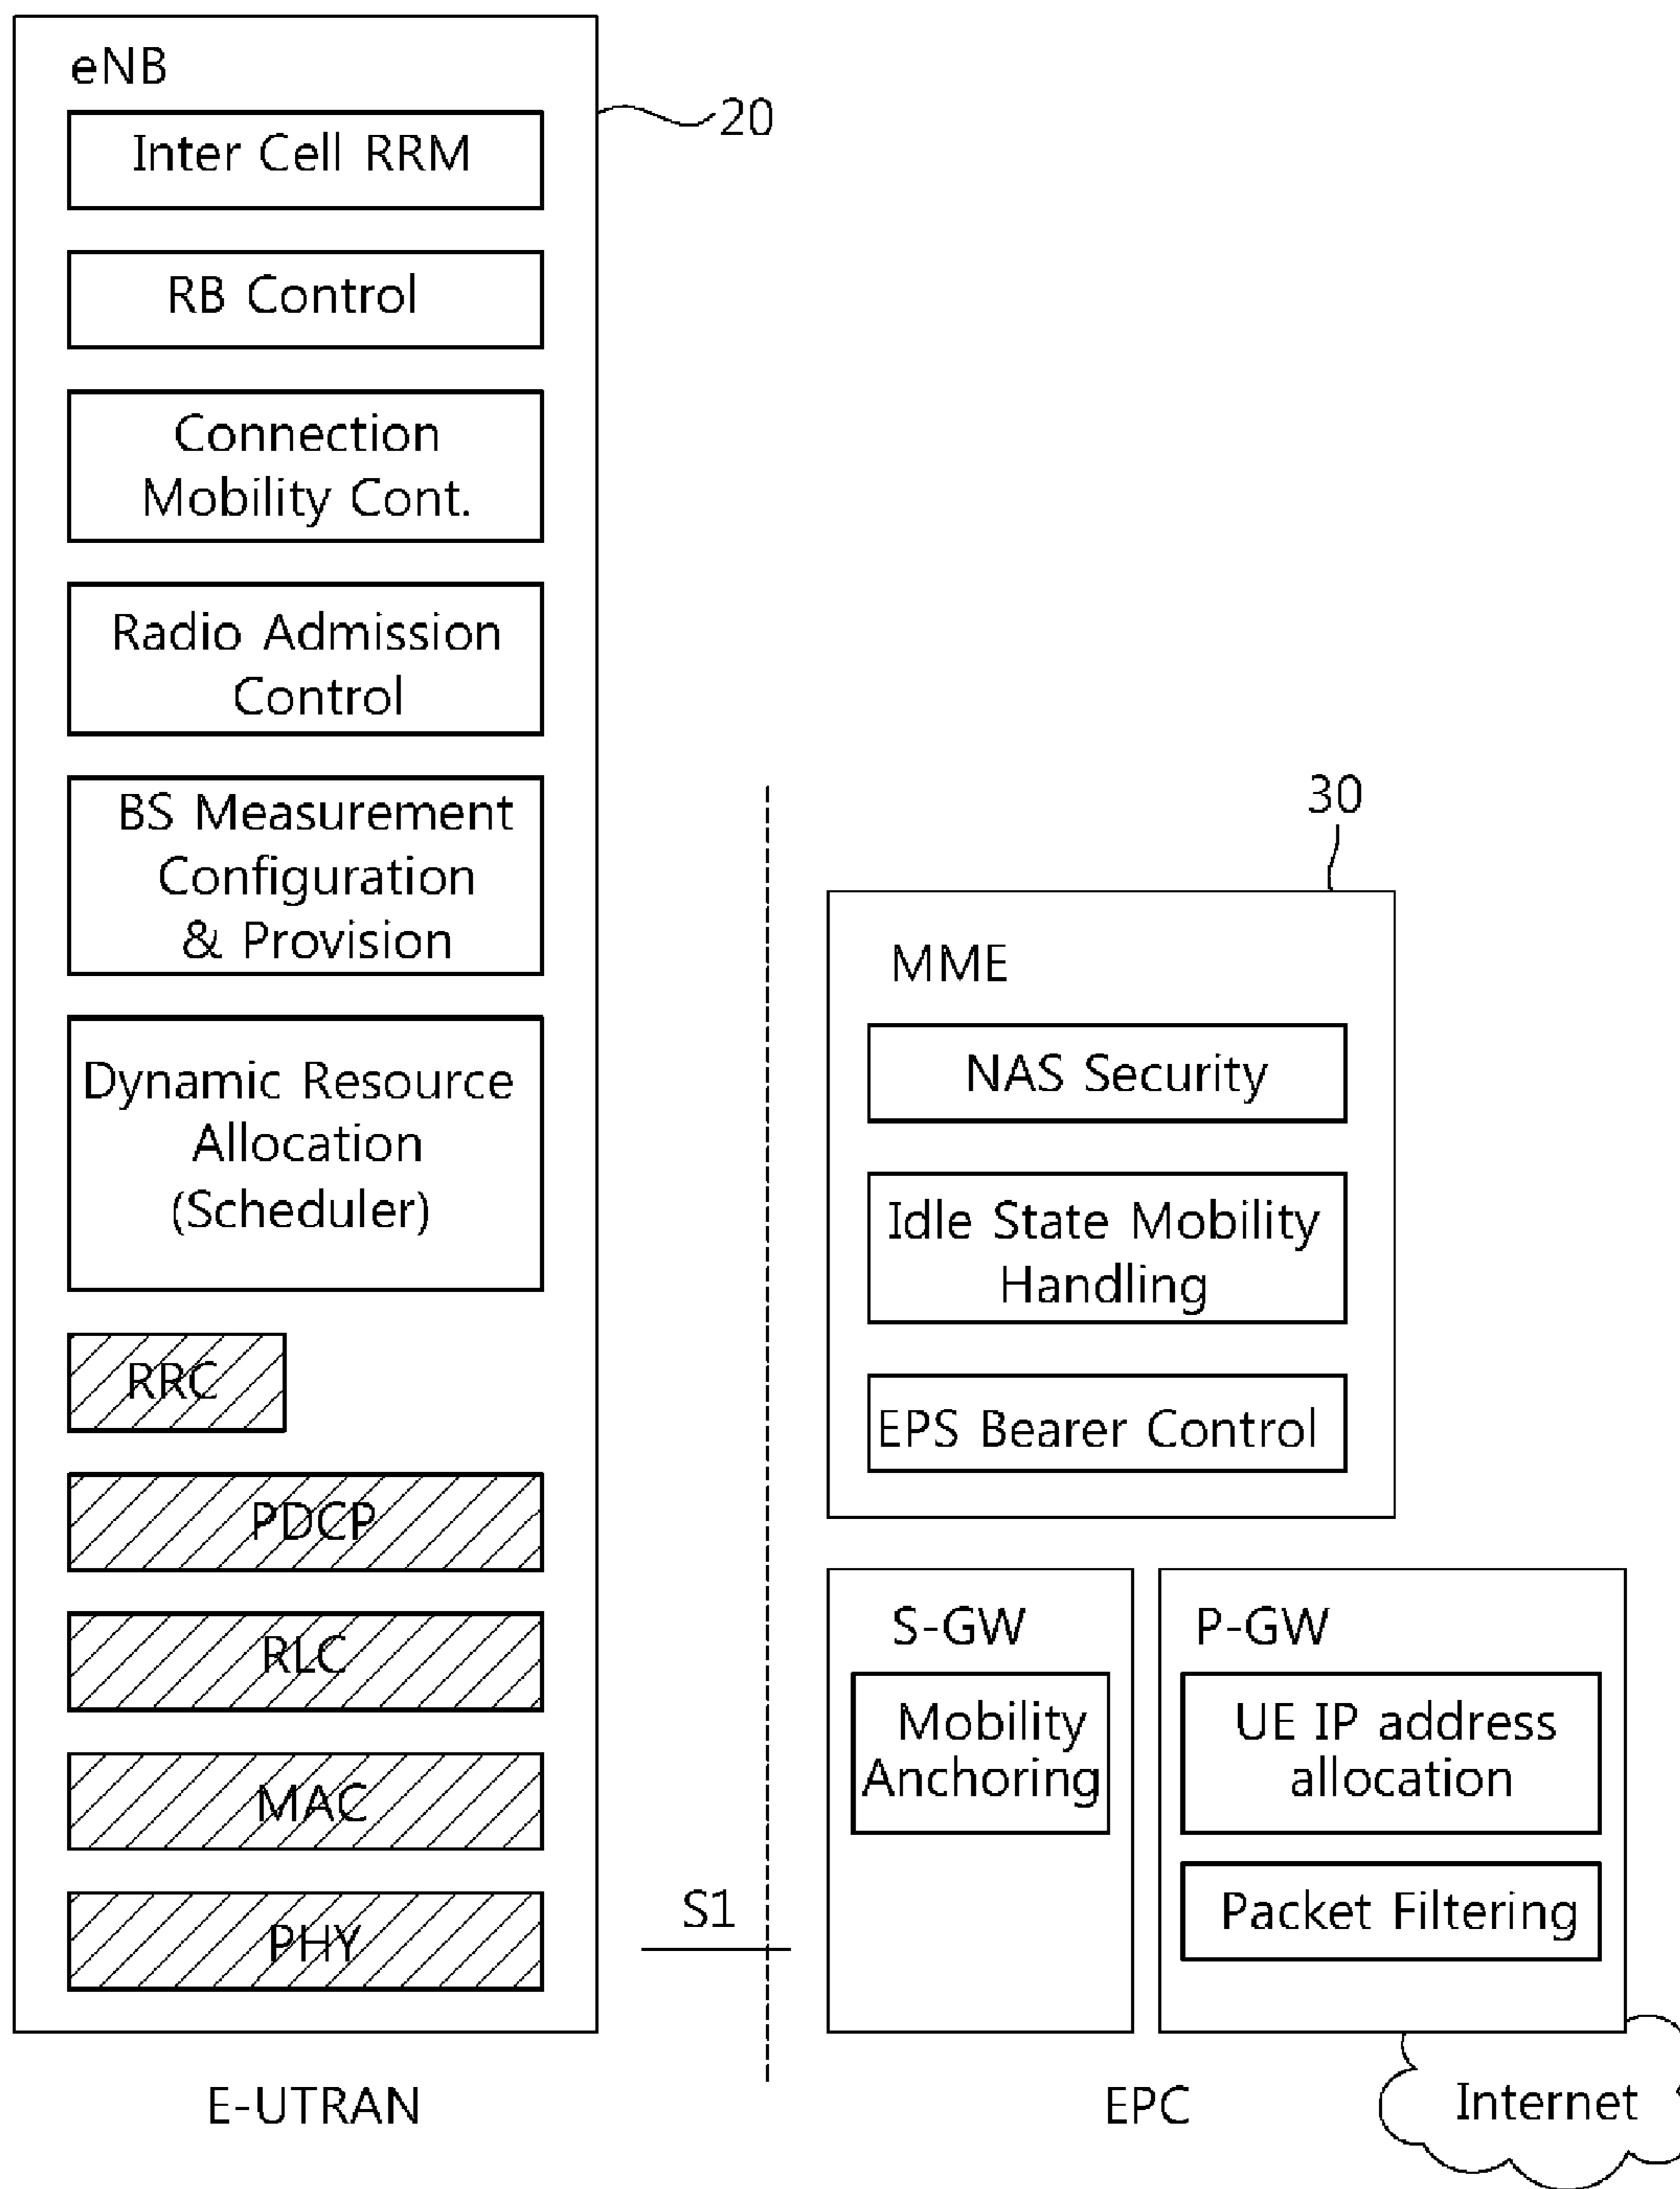 eNB
20
Inter Cell RRM
RB Control
Connection
Mobility Cont.
Radio Admission
Control
BS Measurement
Configuration
& Provision
Dynamic Resource
Allocation
(Scheduler)
RRC
PDCP
RLC
MAC
PHY
E-UTRAN
S1
30
MME
NAS Security
Idle State Mobility
Handling
EPS Bearer Control
S-GW
Mobility
Anchoring
P-GW
UE IP address
allocation
Packet Filtering
EPC
Internet